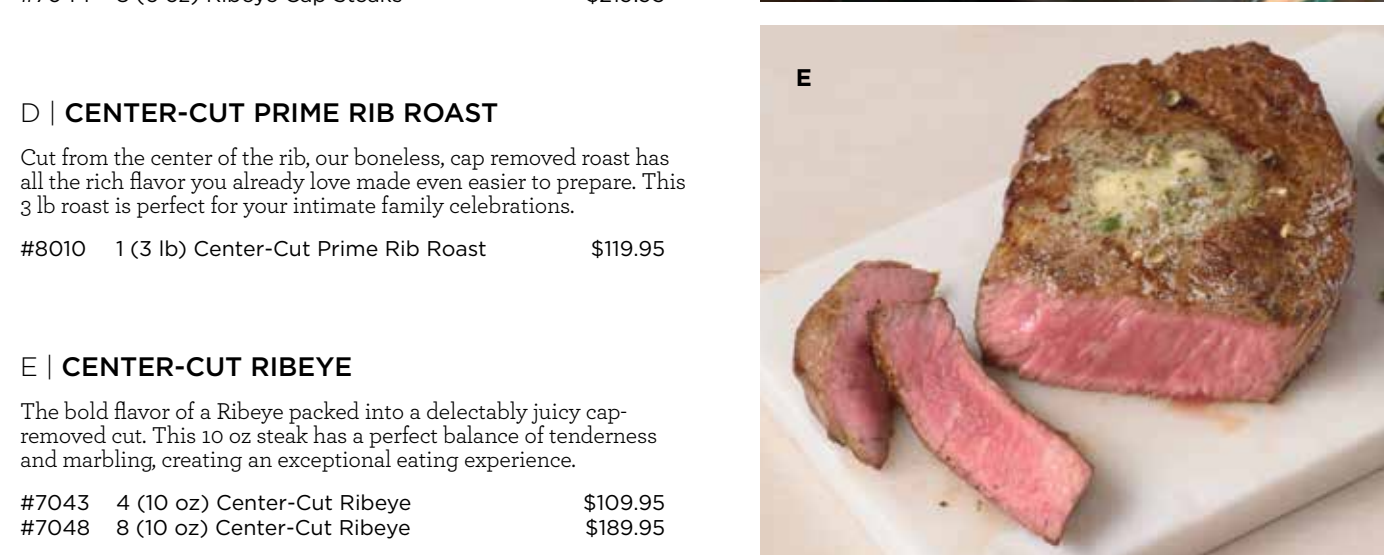 D | CENTER-CUT PRIME RIB ROAST
Cut from the center of the rib, our boneless, cap removed roast has
all the rich flavor you already love made even easier to prepare. This
3 lb roast is perfect for your intimate family celebrations.
#8010 1 (3 lb) Center-Cut Prime Rib Roast $119.95
E | CENTER-CUT RIBEYE
The bold flavor of a Ribeye packed into a delectably juicy cap-
removed cut. This 10 oz steak has a perfect balance of tenderness
and marbling, creating an exceptional eating experience.
#7043 4 (10 oz) Center-Cut Ribeye $109.95
#7048 8 (10 oz) Center-Cut Ribeye $189.95
E